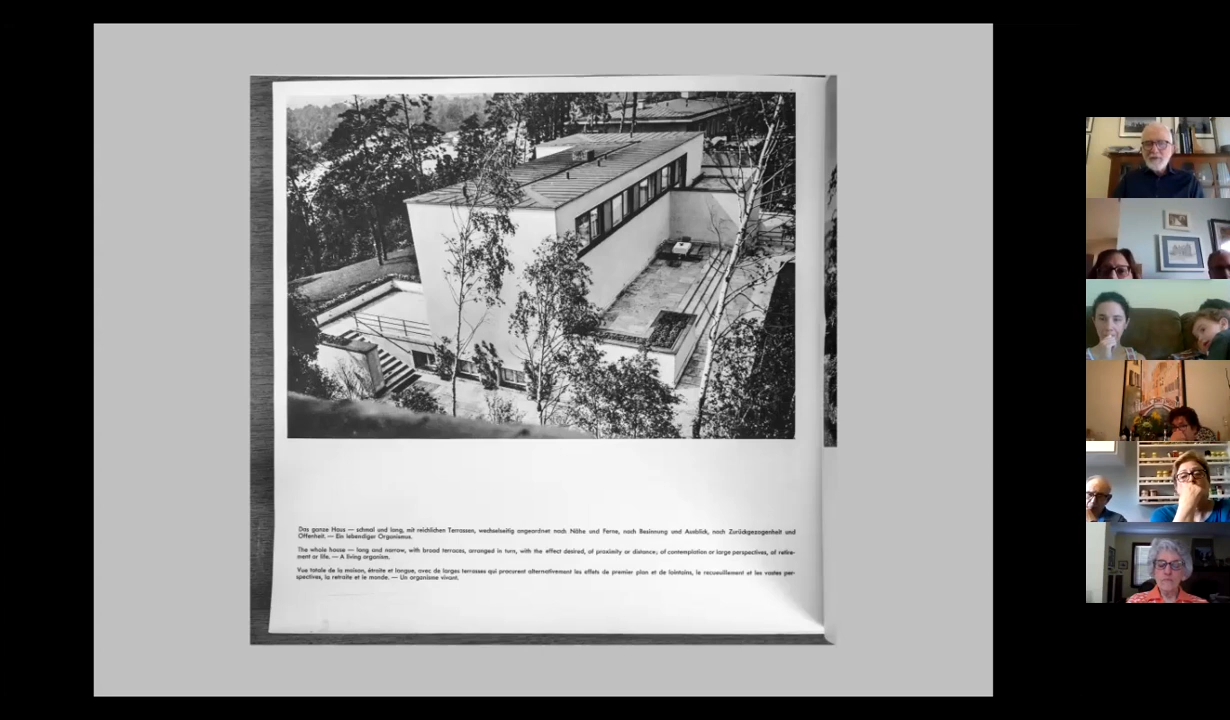 Das ganze Haus — schmal und lang, mit reichlichen Terrassen, wechselseitig angeordnet nach Nähe und Ferne, nach Besinnung und Ausblick, nach Zurückgezogenheit und
Offenheit. — Ein lebendiger Organismus.
The whole house — long and narrow, with broad terraces, arranged in turn, with the effect desired, of proximity or distance; of contemplation or large perspectives, of retire-
ment or life. — A living organism.
Vue totale de la maison, étroite et longue, avec de larges terrasses qui procurent alternativement les effets de premier plan et de lointains, le recueuillement et les vastes per-
spectives, la retraite et le monde. — Un organisme vivant.